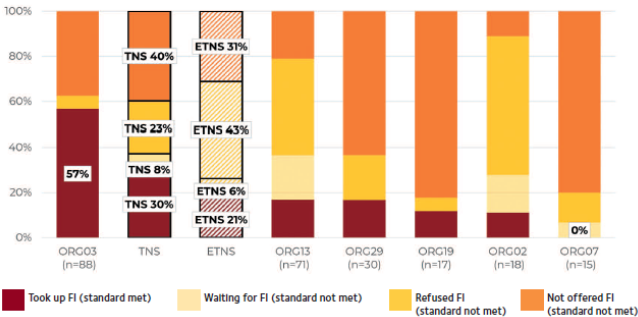 100%
80%
60%
40%
20%
0%
57%
TNS 40%
TNS 23%
TNS 8%
TNS 30%
ETNS 31%
ETNS 43%
ETNS 6%
ETNS 21%
0%
ORG03
(n=88)
TNS
ETNS
ORG13
(n=71)
ORG29
(n=30)
ORG19
(n=17)
ORG02
(n=18)
ORG07
(n=15)
Took up FI (standard met)
Waiting for FI (standard not met)
Refused FI
(standard not met)
Not offered FI
(standard not met)